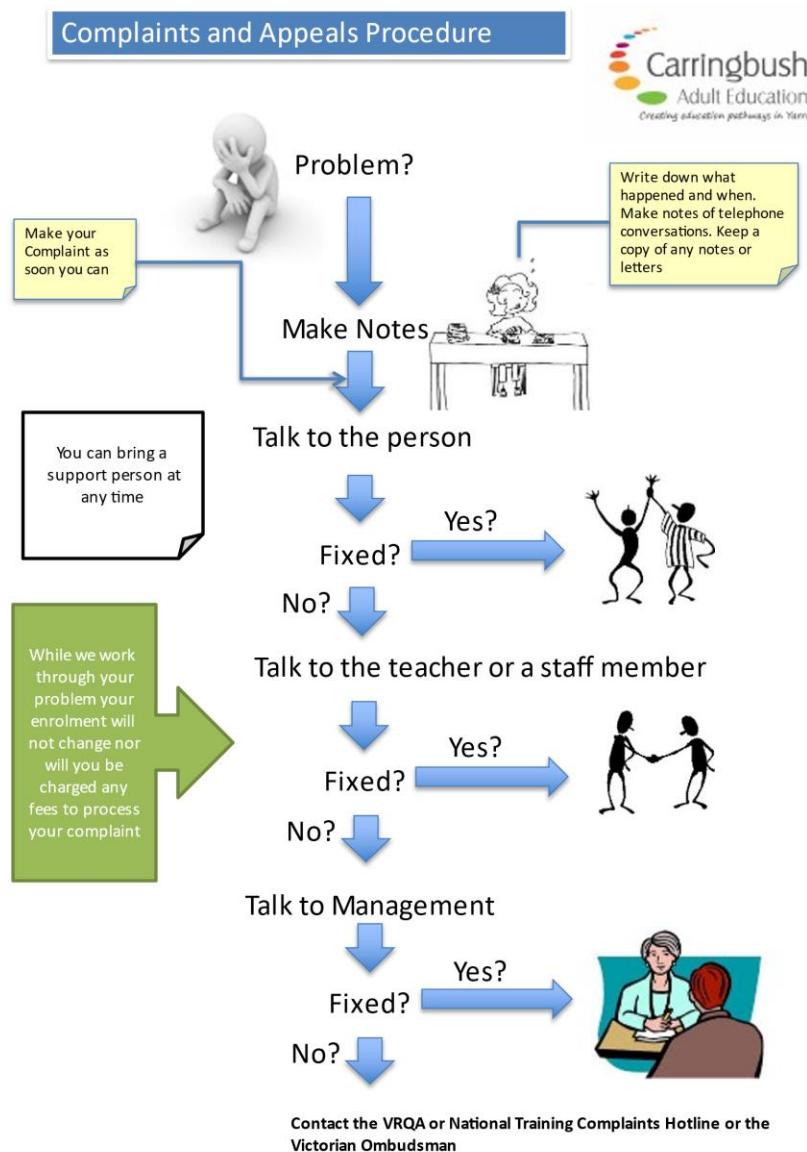 Complaints and Appeals Procedure
Carringbush
Adult Education
Creating education pathways in Yarra
Problem?
Write down what
happened and when.
Make notes of telephone
conversations. Keep a
copy of any notes or
letters
Make your
Complaint as
soon you can
Make Notes
Talk to the person
You can bring a
support person at
any time
Yes?
Fixed?
No?
Talk to the teacher or a staff member
While we work
through your
problem your
enrolment will
not change nor
will you be
charged any
fees to process
your complaint
Yes?
Fixed?
No?
Talk to Management
Yes?
Fixed?
No?
Contact the VRQA or National Training Complaints Hotline or the
Victorian Ombudsman